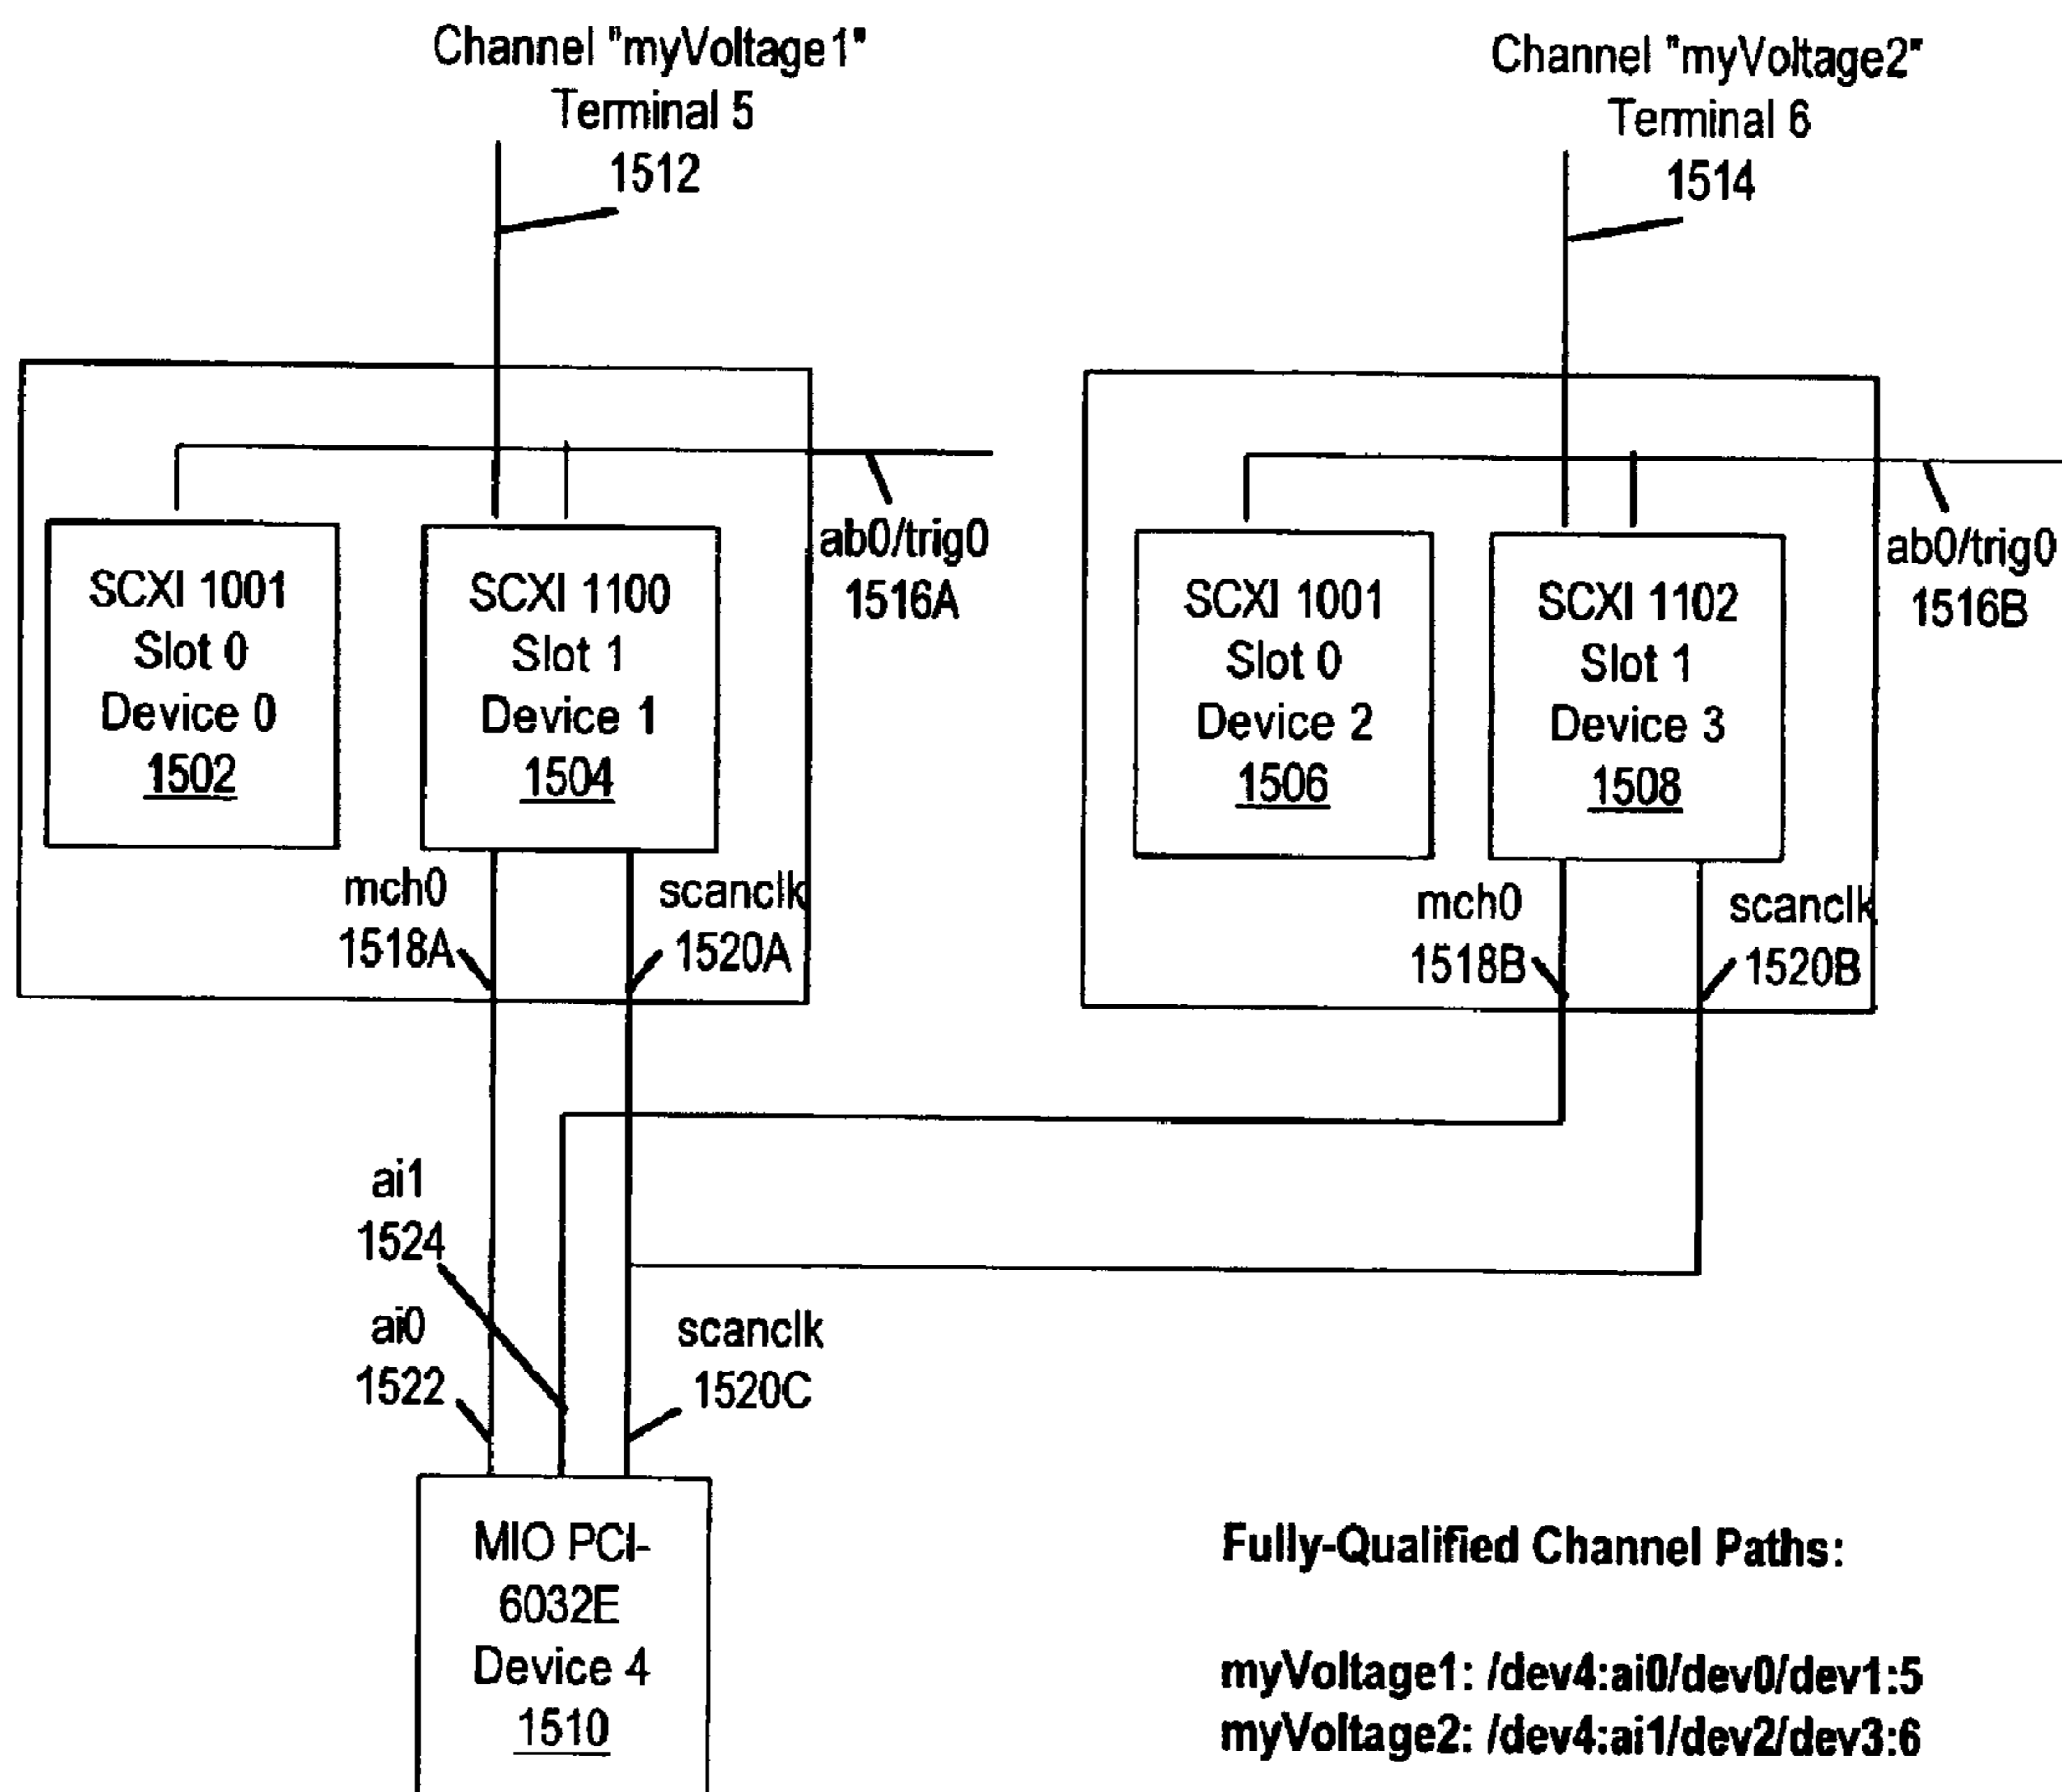 Channel "myVoltage1"
Terminal 5
1512
Channel "myVoltage2"
Terminal 6
1514
ab0/trig0
1516A
ab0/trig0
1516B
SCXI 1001
Slot 0
Device 0
1502
SCXI 1100
Slot 1
Device 1
1504
SCXI 1001
Slot 0
Device 2
1506
SCXI 1102
Slot 1
Device 3
1508
mch0
1518A
scanclk
1520A
mch0
1518B
scanclk
1520B
ai1
1524
ai0
1522
scanclk
1520C
MIO PCI-
6032E
Device 4
1510
Fully-Qualified Channel Paths:
myVoltage1: /dev4:ai0/dev0/dev1:5
myVoltage2: /dev4:ai1/dev2/dev3:6